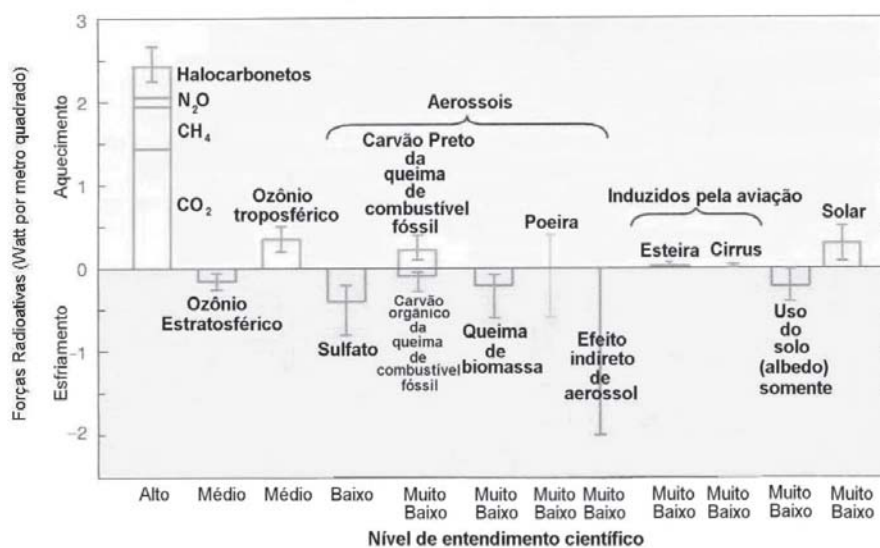 Forças Radioativas (Watt por metro quadrado)
Aquecimento
Esfriamento
3
2
1
0
−1
−2
Halocarbonetos
N₂O
CH₄
CO₂
Ozônio
troposférico
Ozônio
Estratosférico
Aerossois
Sulfato
Carvão Preto
da
queima
de
combustível
fóssil
Carvão
orgânico
da
queima
de
combustível
fóssil
Queima
de
biomassa
Poeira
Efeito
indireto
de
aerossol
Induzidos pela aviação
Esteira
Cirrus
Uso
do
solo
(albedo)
somente
Solar
Alto
Médio
Médio
Baixo
Muito
Baixo
Muito
Baixo
Muito
Baixo
Muito
Baixo
Muito
Baixo
Muito
Baixo
Muito
Baixo
Muito
Baixo
Nível de entendimento científico